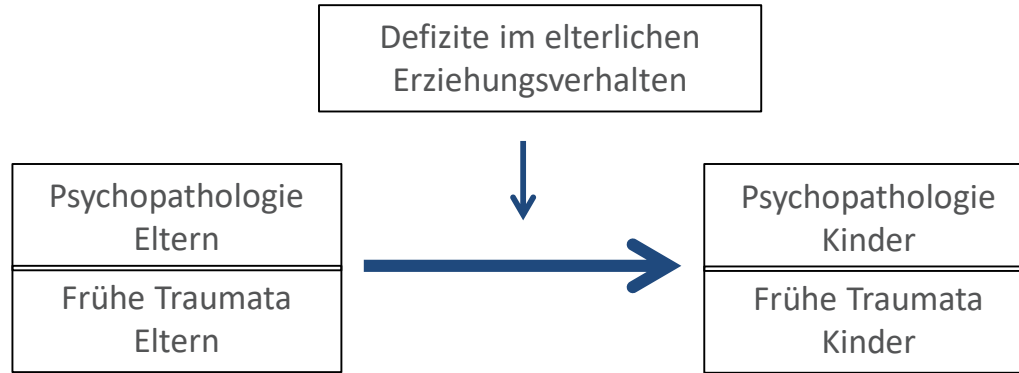 Defizite im elterlichen
Erziehungsverhalten
Psychopathologie
Eltern
Frühe Traumata
Eltern
Psychopathologie
Kinder
Frühe Traumata
Kinder